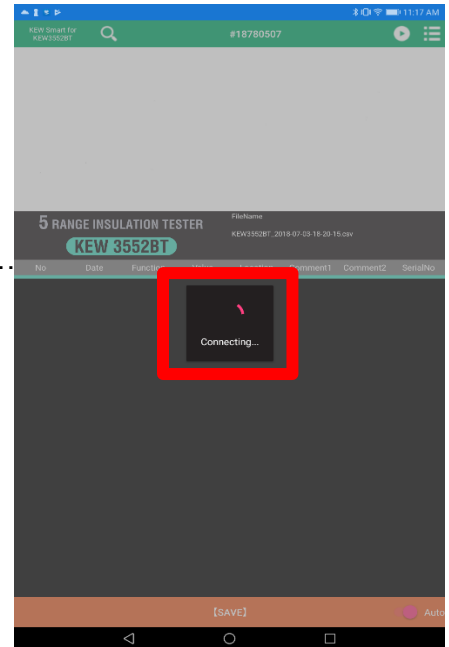 11:17 AM
KEW Smart for
KEW3552BT
#18780507
5 RANGE INSULATION TESTER
KEW 3552BT
FileName
KEW3552BT_2018-07-03-18-20-15.csv
No Date Function Value Location Comment1 Comment2 SerialNo
Connecting...
【SAVE】
Auto